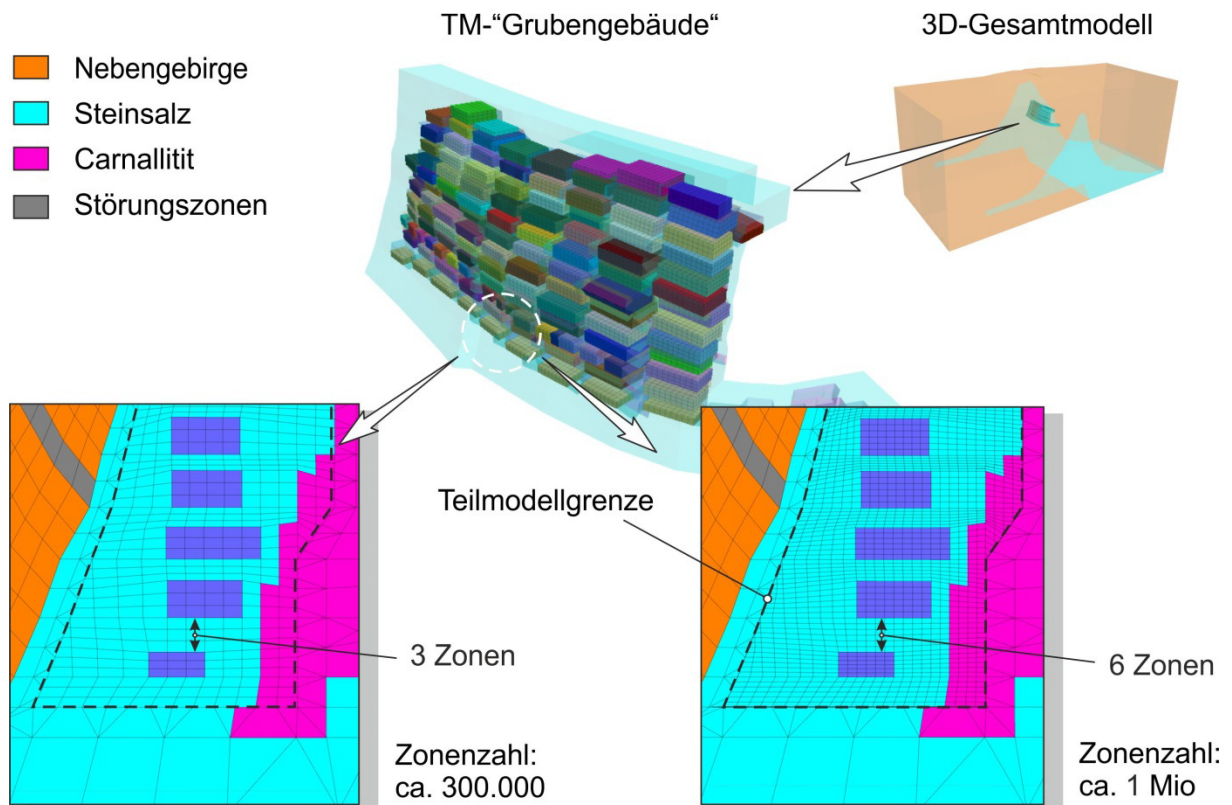 TM-“Grubengebäude“
3D-Gesamtmodell
Nebengebirge
Steinsalz
Carnallitit
Störungszonen
Teilmodellgrenze
3 Zonen
6 Zonen
Zonenzahl:
ca. 300.000
Zonenzahl:
ca. 1 Mio